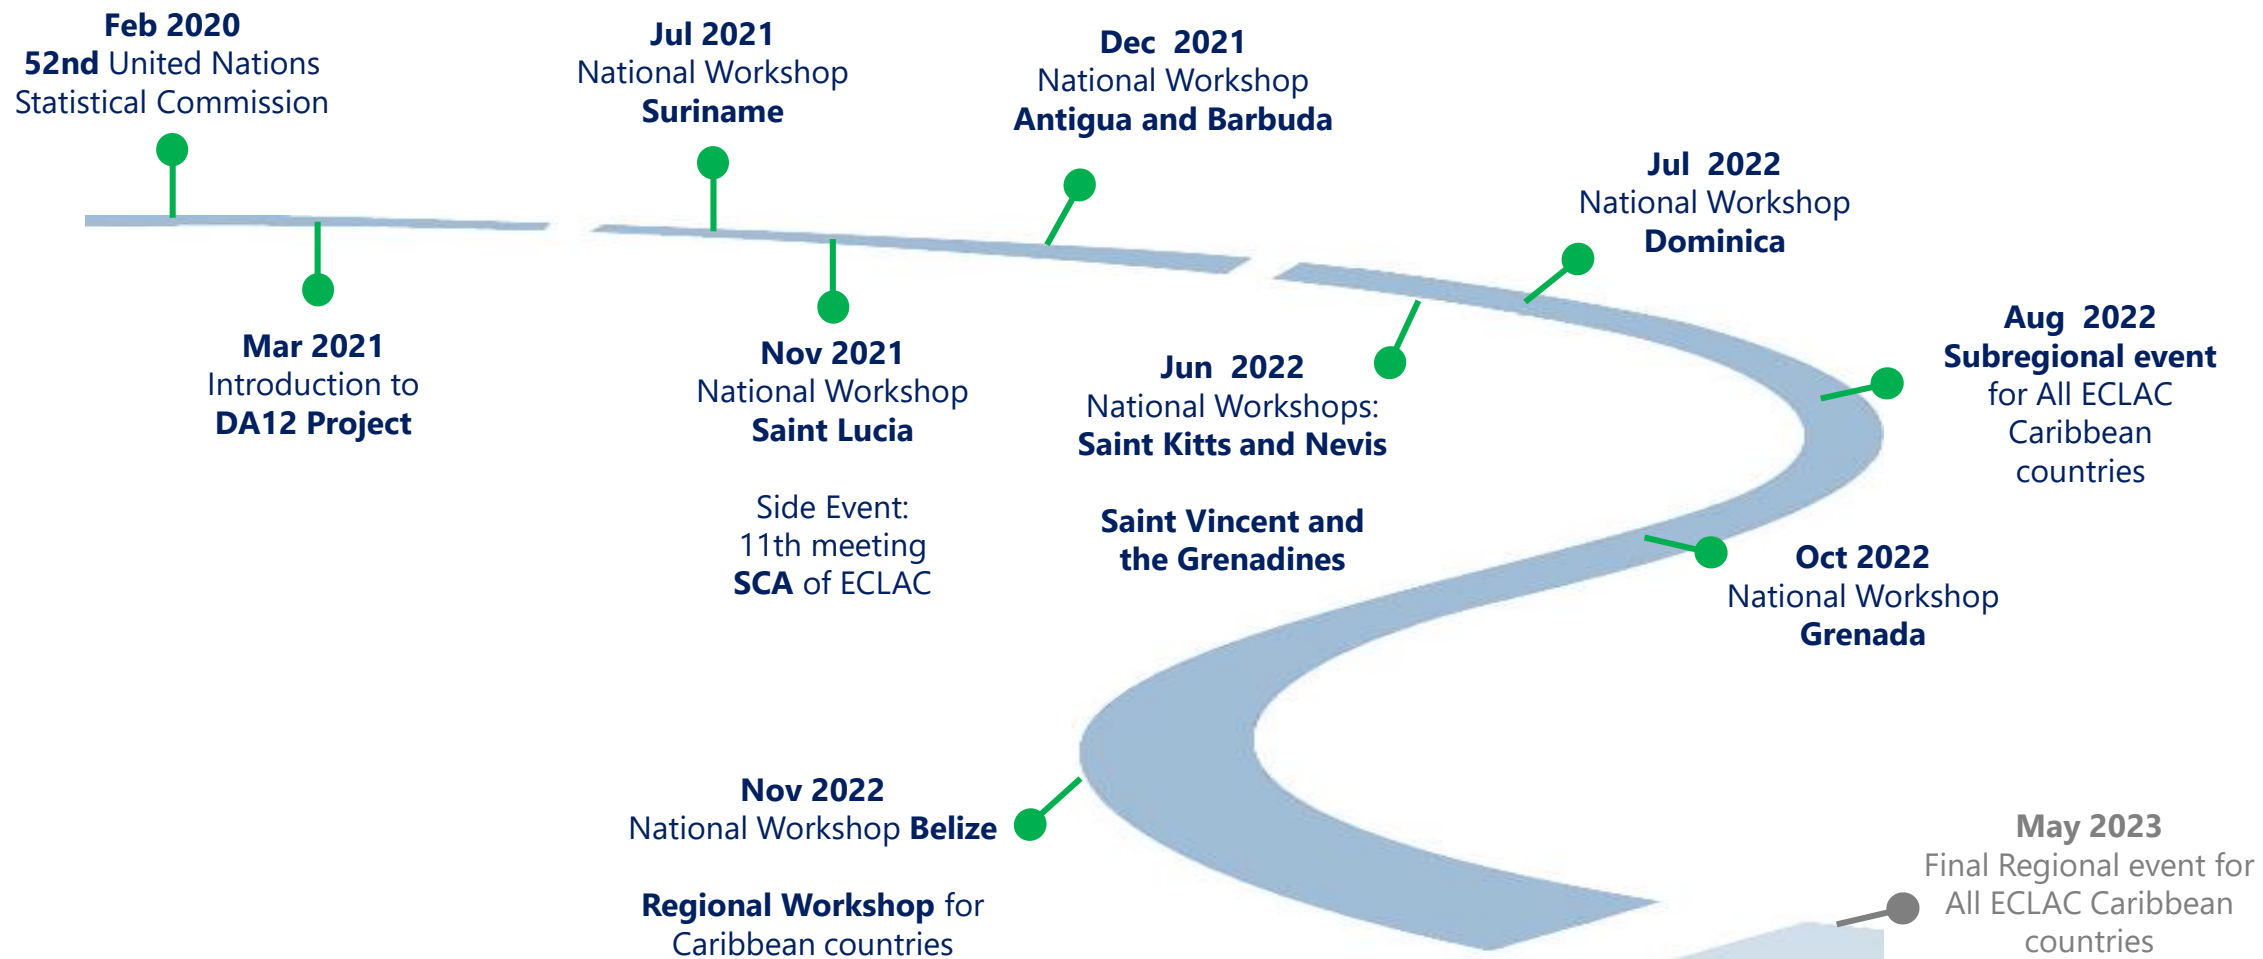 Feb 2020
52nd United Nations
Statistical Commission
Mar 2021
Introduction to
DA12 Project
Jul 2021
National Workshop
Suriname
Nov 2021
National Workshop
Saint Lucia
Side Event:
11th meeting
SCA of ECLAC
Dec 2021
National Workshop
Antigua and Barbuda
Jun 2022
National Workshops:
Saint Kitts and Nevis
Saint Vincent and
the Grenadines
Jul 2022
National Workshop
Dominica
Aug 2022
Subregional event
for All ECLAC
Caribbean
countries
Oct 2022
National Workshop
Grenada
Nov 2022
National Workshop Belize
Regional Workshop for
Caribbean countries
May 2023
Final Regional event for
All ECLAC Caribbean
countries